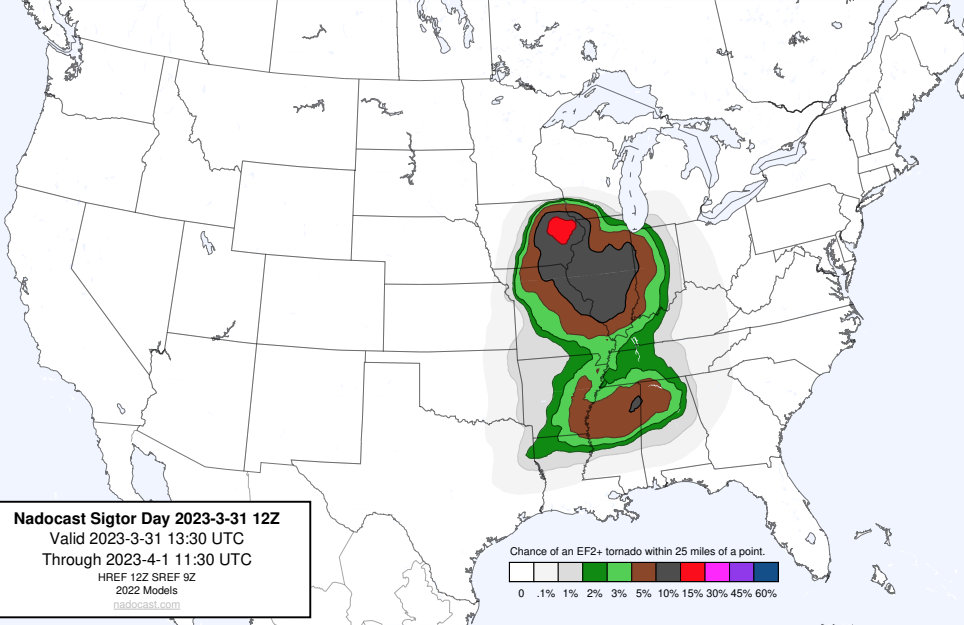 Nadocast Sigtor Day 2023-3-31 12Z
Valid 2023-3-31 13:30 UTC
Through 2023-4-1 11:30 UTC
HREF 12Z SREF 9Z
2022 Models
nadocast.com
Chance of an EF2+ tornado within 25 miles of a point.
0 .1% 1% 2% 3% 5% 10% 15% 30% 45% 60%